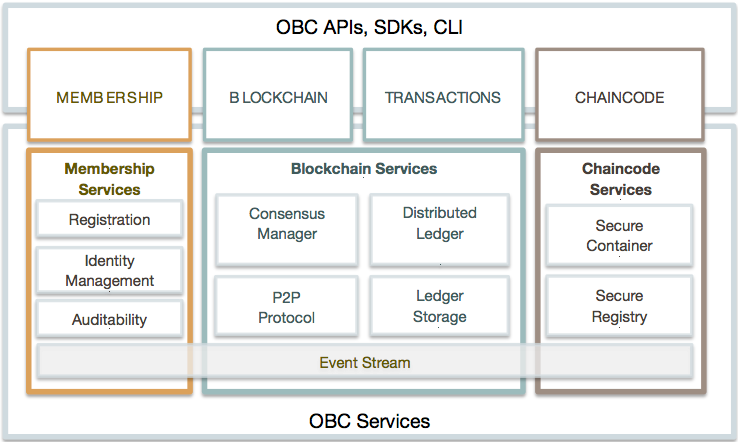 OBC APIs, SDKs, CLI
MEMBERSHIP
BLOCKCHAIN
TRANSACTIONS
CHAINCODE
Membership
Services
Registration
Identity
Management
Auditability
Blockchain Services
Consensus
Manager
Distributed
Ledger
P2P
Protocol
Ledger
Storage
Chaincode
Services
Secure
Container
Secure
Registry
Event Stream
OBC Services